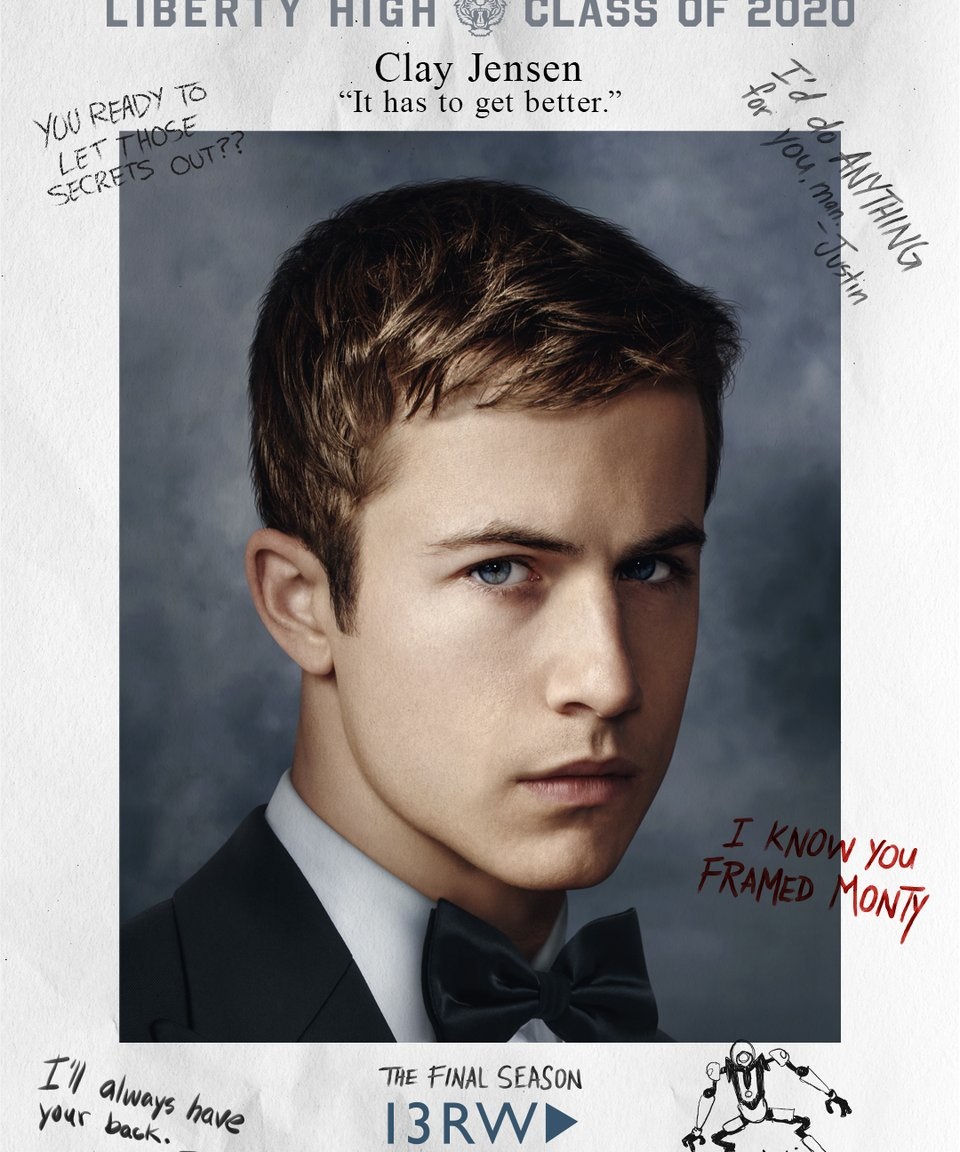 LIBERTY HIGH CLASS OF 2020
Clay Jensen
“It has to get better.”
YOU READY TO
LET THOSE
SECRETS OUT??
I'd do ANYTHING
for you, man.
- Justin
I KNOW YOU
FRAMED MONTY
I'll always have
your back.
THE FINAL SEASON
13RW